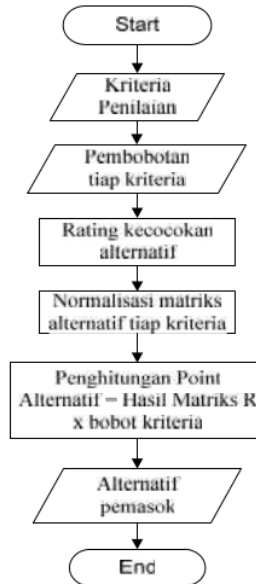 Start
Kriteria
Penilaian
Pembobotan
tiap kriteria
Rating kecocokan
alternatif
Normalisasi matriks
alternatif tiap kriteria
Penghitungan Point
Alternatif = Hasil Matriks R
x bobot kriteria
Alternatif
pemasok
End